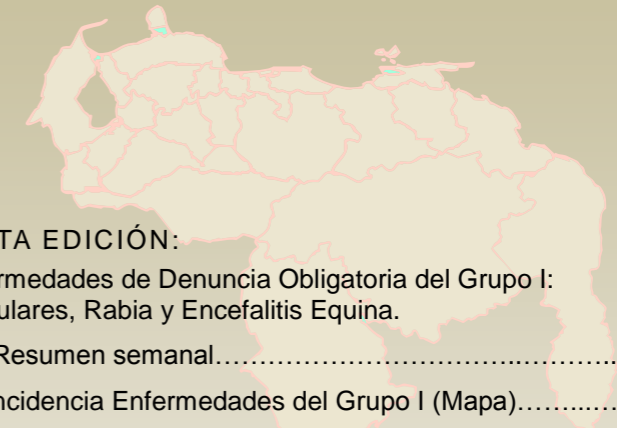 TA EDICIÓN:
rmedades de Denuncia Obligatoria del Grupo I:
ulares, Rabia y Encefalitis Equina.
Resumen semanal……………………………..………..
ncidencia Enfermedades del Grupo I (Mapa)……...….